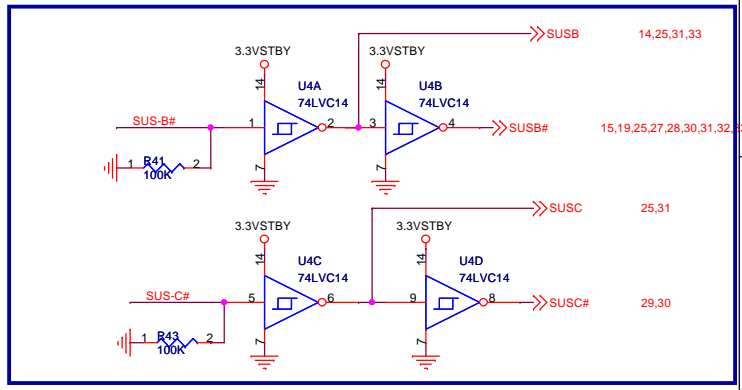 SUSB 14,25,31,33
3.3VSTBY 3.3VSTBY
14 U4A 14 U4B
74LVC14 74LVC14
SUS-B# 1 2 3 4 SUSB# 15,19,25,27,28,30,31,32,
1 R41 2 7 7
100K
SUSC 25,31
3.3VSTBY 3.3VSTBY
14 U4C 14 U4D
74LVC14 74LVC14
SUS-C# 5 6 9 8 SUSC# 29,30
1 R43 2 7 7
100K